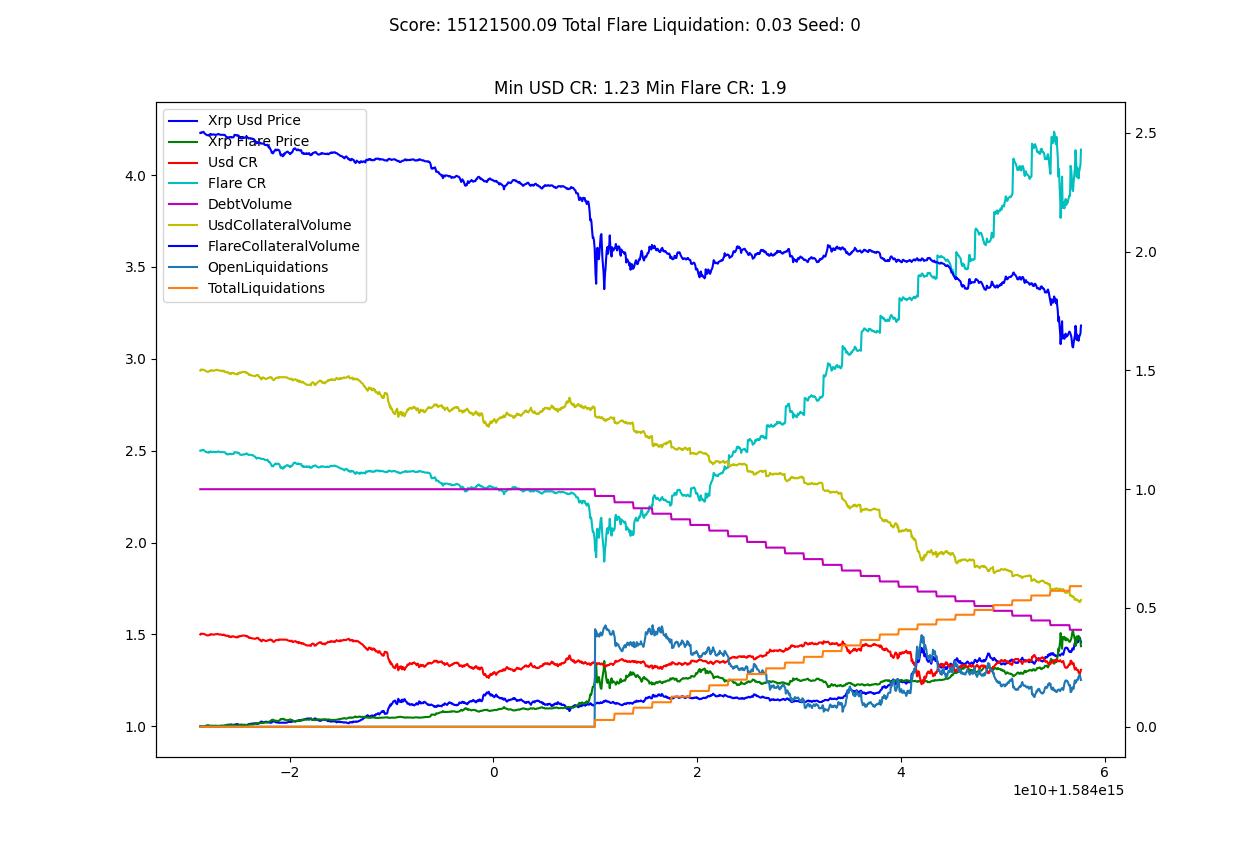 Score: 15121500.09 Total Flare Liquidation: 0.03 Seed: 0
Min USD CR: 1.23 Min Flare CR: 1.9
Xrp Usd Price
Xrp Flare Price
Usd CR
Flare CR
DebtVolume
UsdCollateralVolume
FlareCollateralVolume
OpenLiquidations
TotalLiquidations
4.0
3.5
3.0
2.5
2.0
1.5
1.0
2.5
2.0
1.5
1.0
0.5
0.0
−2
0
2
4
6
1e10+1.584e15